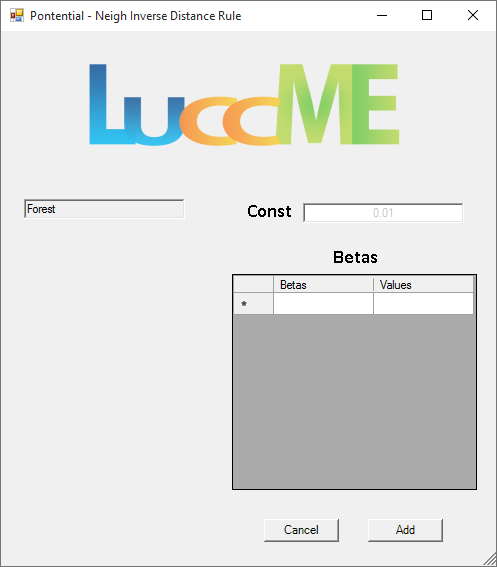 Pontential - Neigh Inverse Distance Rule
LuccME
Forest
Const 0.01
Betas
Betas Values
*
Cancel Add